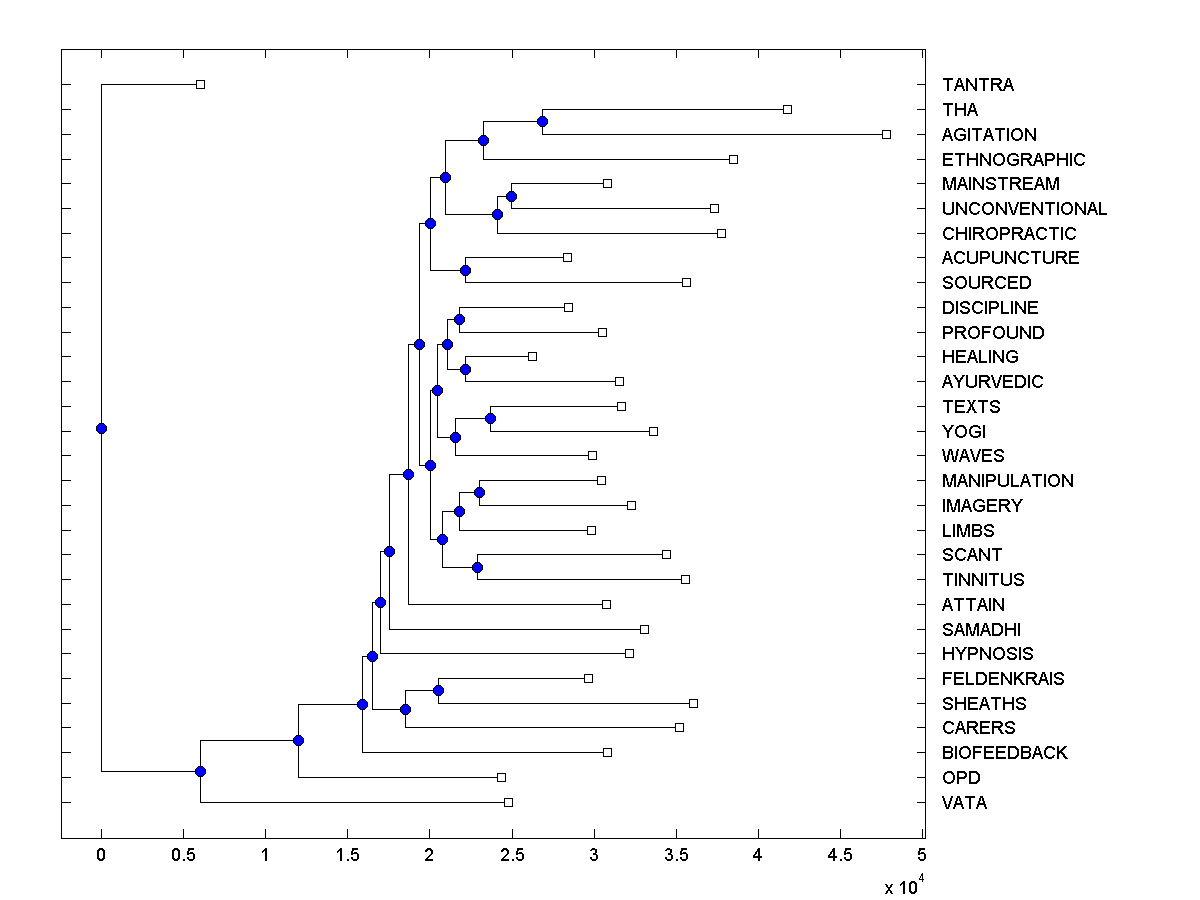 TANTRA
THA
AGITATION
ETHNOGRAPHIC
MAINSTREAM
UNCONVENTIONAL
CHIROPRACTIC
ACUPUNCTURE
SOURCED
DISCIPLINE
PROFOUND
HEALING
AYURVEDIC
TEXTS
YOGI
WAVES
MANIPULATION
IMAGERY
LIMBS
SCANT
TINNITUS
ATTAIN
SAMADHI
HYPNOSIS
FELDENKRAIS
SHEATHS
CARERS
BIOFEEDBACK
OPD
VATA
0 0.5 1 1.5 2 2.5 3 3.5 4 4.5 5
x 10^4